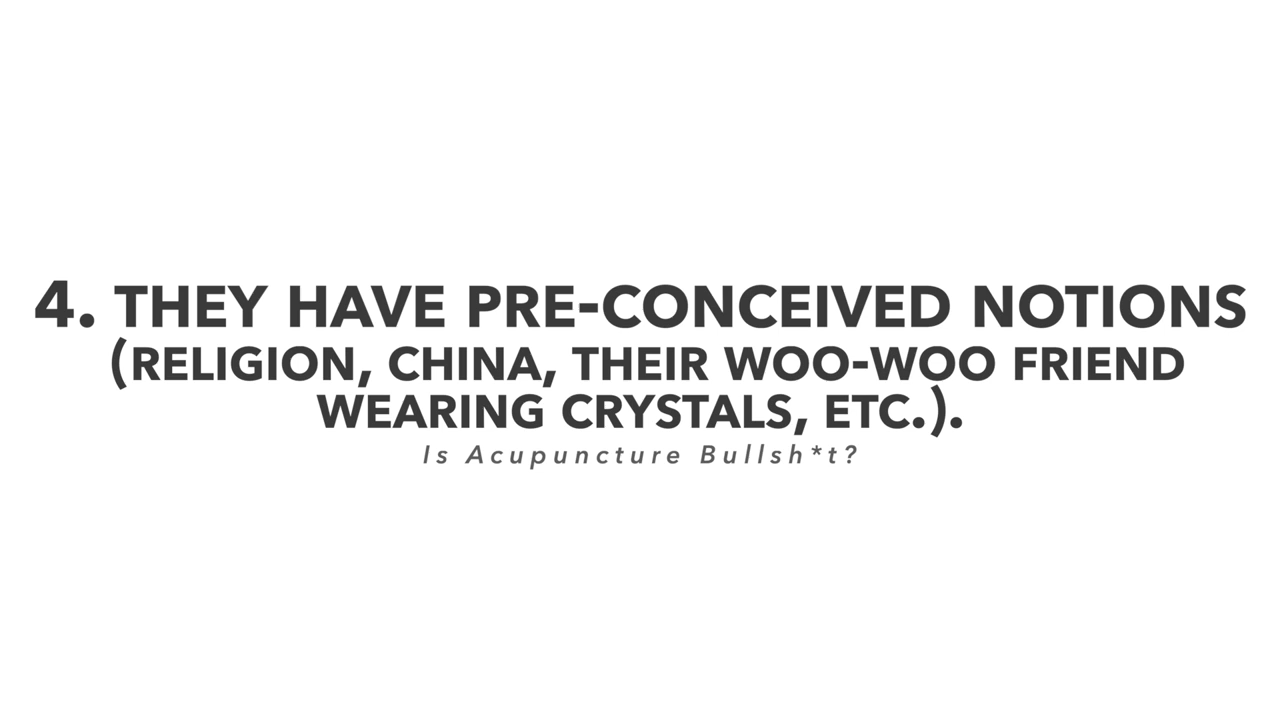 4. THEY HAVE PRE-CONCEIVED NOTIONS
(RELIGION, CHINA, THEIR WOO-WOO FRIEND
WEARING CRYSTALS, ETC.).
Is Acupuncture Bullsh*t?